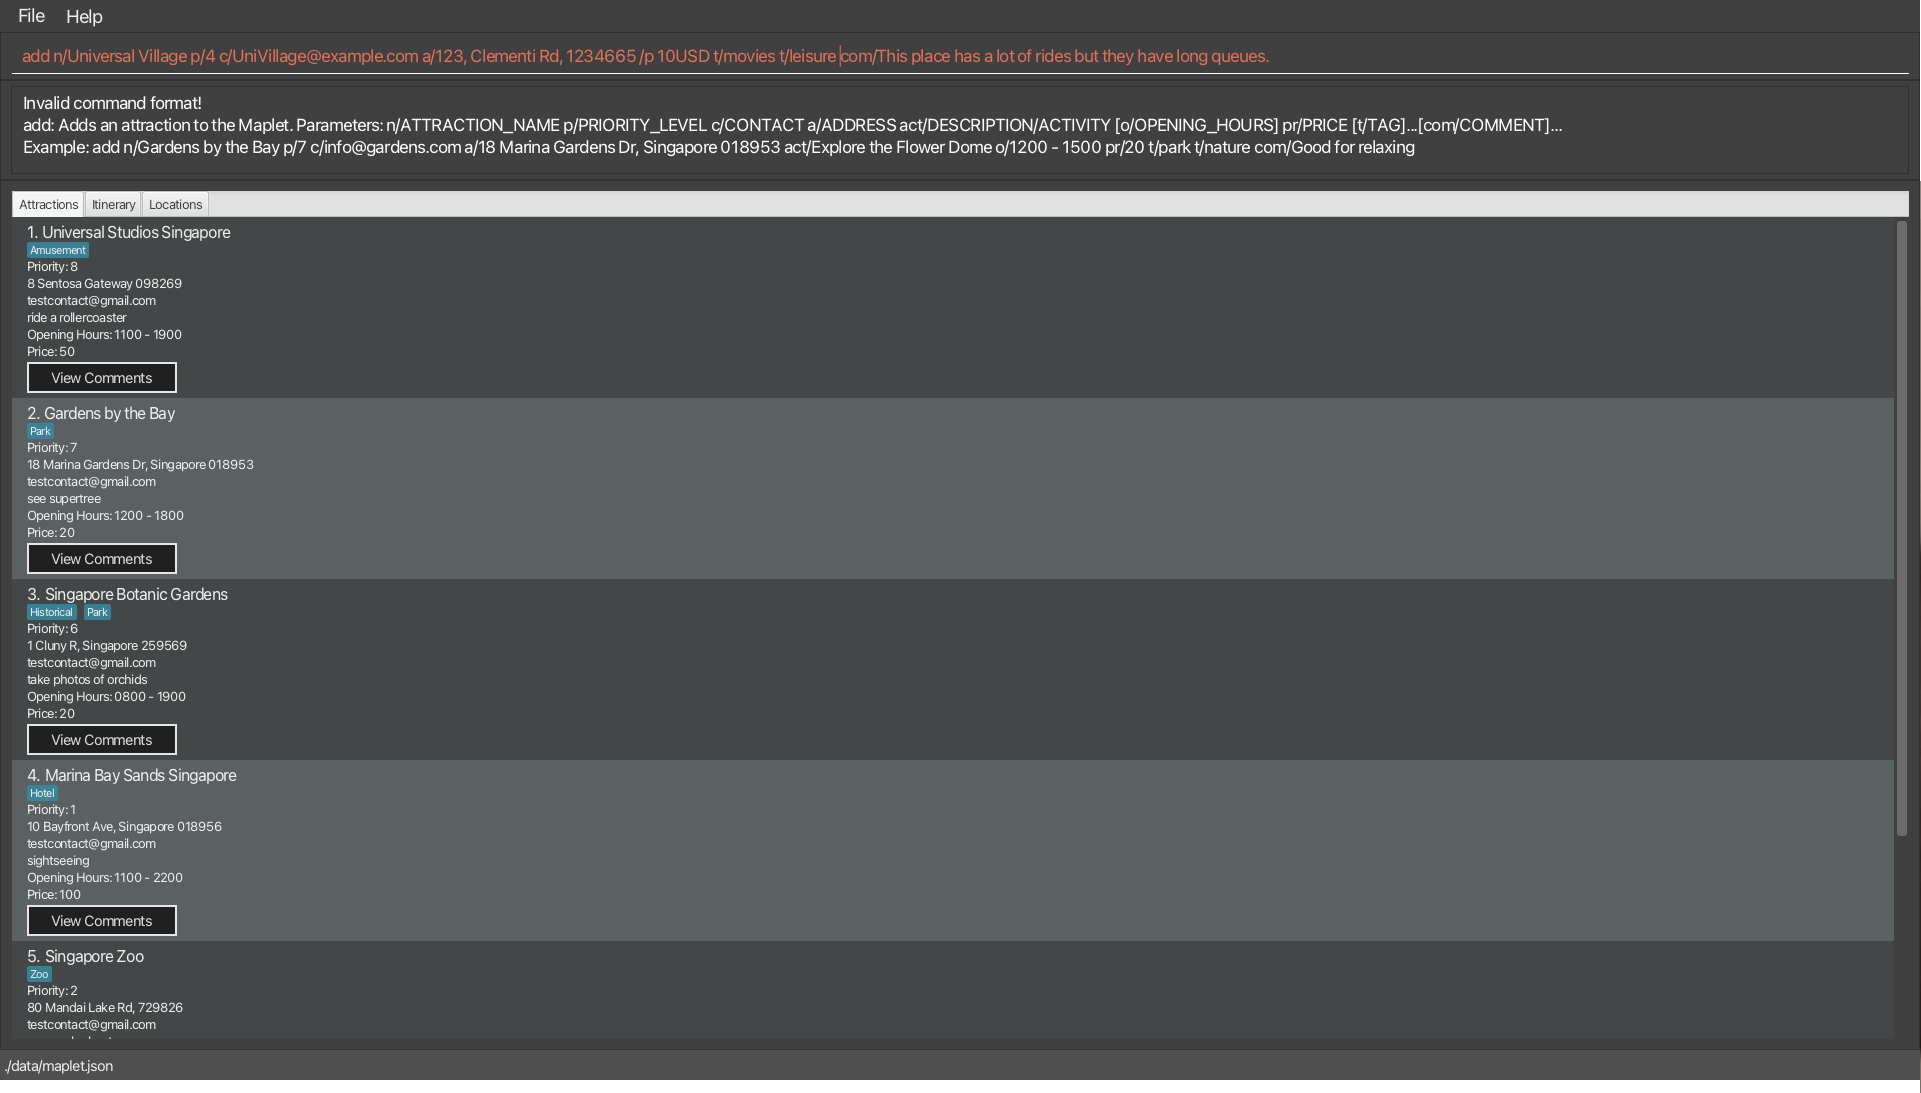 File Help
add n/Universal Village p/4 c/UniVillage@example.com a/123, Clementi Rd, 1234665 /p 10USD t/movies t/leisure com/This place has a lot of rides but they have long queues.
Invalid command format!
add: Adds an attraction to the Maplet. Parameters: n/ATTRACTION_NAME p/PRIORITY_LEVEL c/CONTACT a/ADDRESS act/DESCRIPTION/ACTIVITY [o/OPENING_HOURS] pr/PRICE [t/TAG]...[com/COMMENT]...
Example: add n/Gardens by the Bay p/7 c/info@gardens.com a/18 Marina Gardens Dr, Singapore 018953 act/Explore the Flower Dome o/1200 - 1500 pr/20 t/park t/nature com/Good for relaxing
Attractions Itinerary Locations
1. Universal Studios Singapore
Amusement
Priority: 8
8 Sentosa Gateway 098269
testcontact@gmail.com
ride a rollercoaster
Opening Hours: 1100 - 1900
Price: 50
View Comments
2. Gardens by the Bay
Park
Priority: 7
18 Marina Gardens Dr, Singapore 018953
testcontact@gmail.com
see supertree
Opening Hours: 1200 - 1800
Price: 20
View Comments
3. Singapore Botanic Gardens
Historical Park
Priority: 6
1 Cluny R, Singapore 259569
testcontact@gmail.com
take photos of orchids
Opening Hours: 0800 - 1900
Price: 20
View Comments
4. Marina Bay Sands Singapore
Hotel
Priority: 1
10 Bayfront Ave, Singapore 018956
testcontact@gmail.com
sightseeing
Opening Hours: 1100 - 2200
Price: 100
View Comments
5. Singapore Zoo
Zoo
Priority: 2
80 Mandai Lake Rd, 729826
testcontact@gmail.com
./data/maplet.json